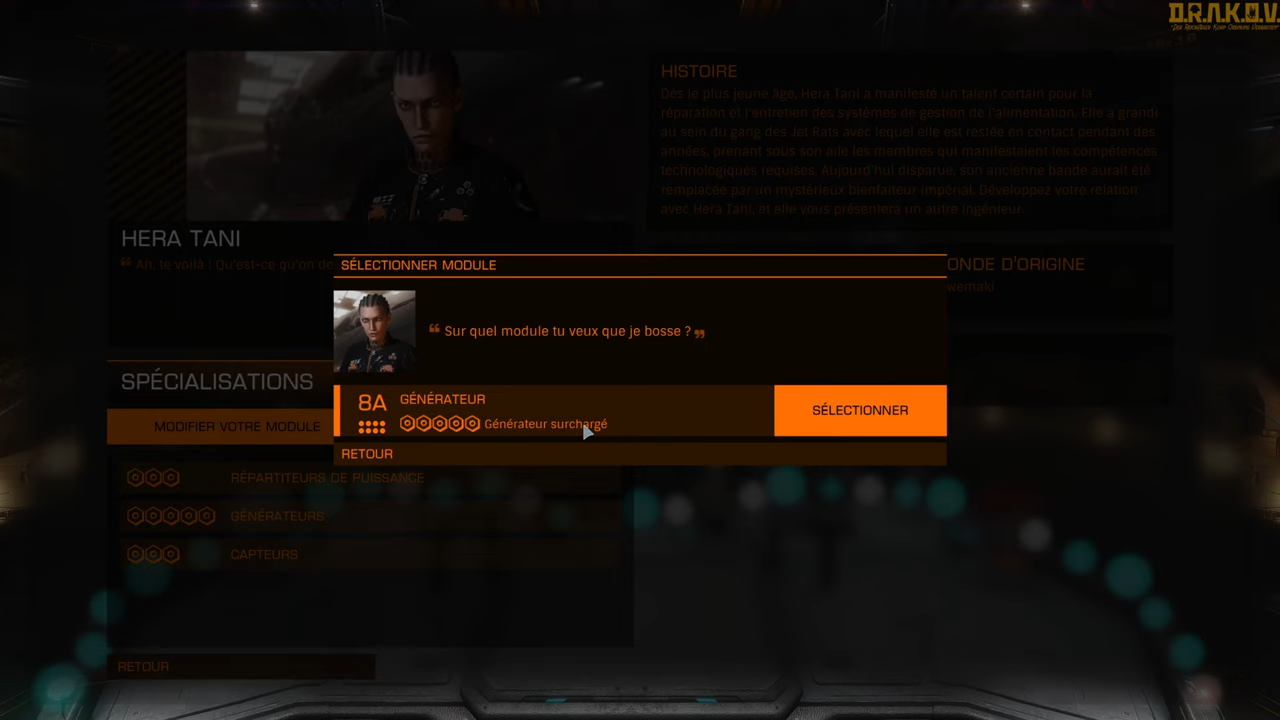 D.R.A.K.O.V.
HISTOIRE
Dès le plus jeune âge, Hera Tani a manifesté un talent certain pour la
réparation et l'entretien des systèmes de gestion de l'alimentation. Elle a grandi
au sein du gang des Jet Rats avec lequel elle est restée en contact pendant des
années, prenant sous son aile les membres qui manifestaient les compétences
technologiques requises. Aujourd'hui disparue, son ancienne bande aurait été
remplacée par un mystérieux bienfaiteur impérial. Développez votre relation
avec Hera Tani, et elle vous présentera un autre ingénieur.
HERA TANI
“ Ah, te voilà ! Qu'est-ce qu'on de
ONDE D'ORIGINE
wemaki
SÉLECTIONNER MODULE
“ Sur quel module tu veux que je bosse ? ”
8A
GÉNÉRATEUR
Générateur surchargé
SÉLECTIONNER
RETOUR
SPÉCIALISATIONS
MODIFIER VOTRE MODULE
RÉPARTITEURS DE PUISSANCE
GÉNÉRATEURS
CAPTEURS
RETOUR